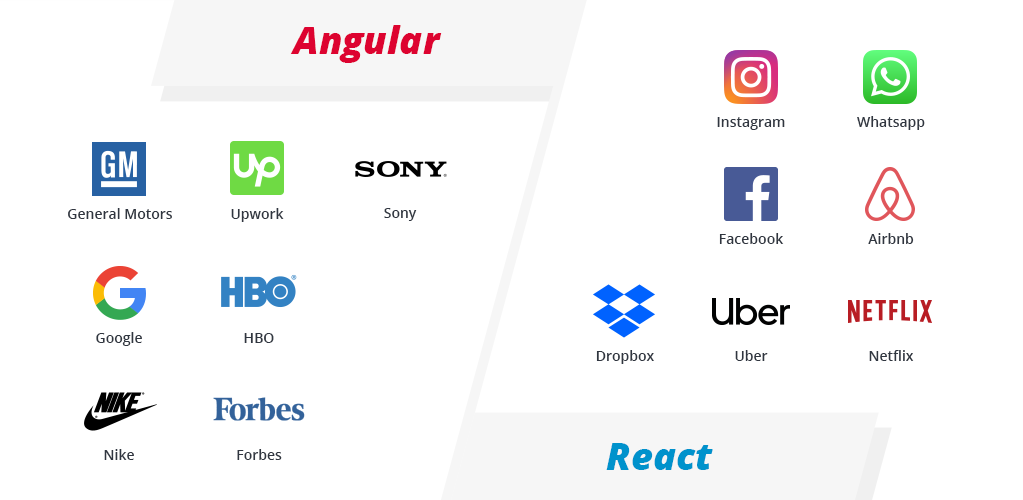 Angular
GM
General Motors
up
Upwork
SONY
Sony
Google
HBO®
HBO
NIKE
Nike
Forbes
Forbes
Instagram
Whatsapp
f
Facebook
Airbnb
Dropbox
Uber
Uber
NETFLIX
Netflix
React